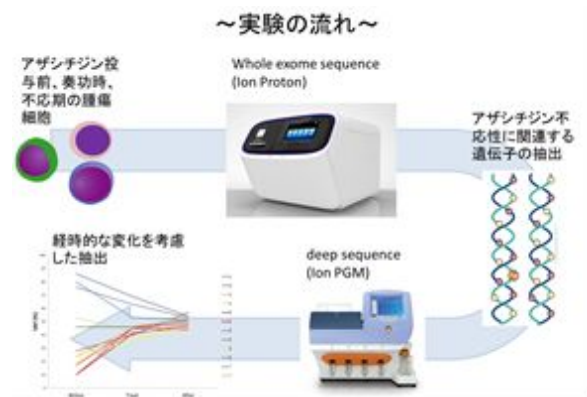 ～実験の流れ～
アザシチジン投
与前、奏功時、
不応期の腫瘍
細胞
Whole exome sequence
(Ion Proton)
アザシチジン不
応性に関連する
遺伝子の抽出
経時的な変化を考慮
した抽出
deep sequence
(Ion PGM)